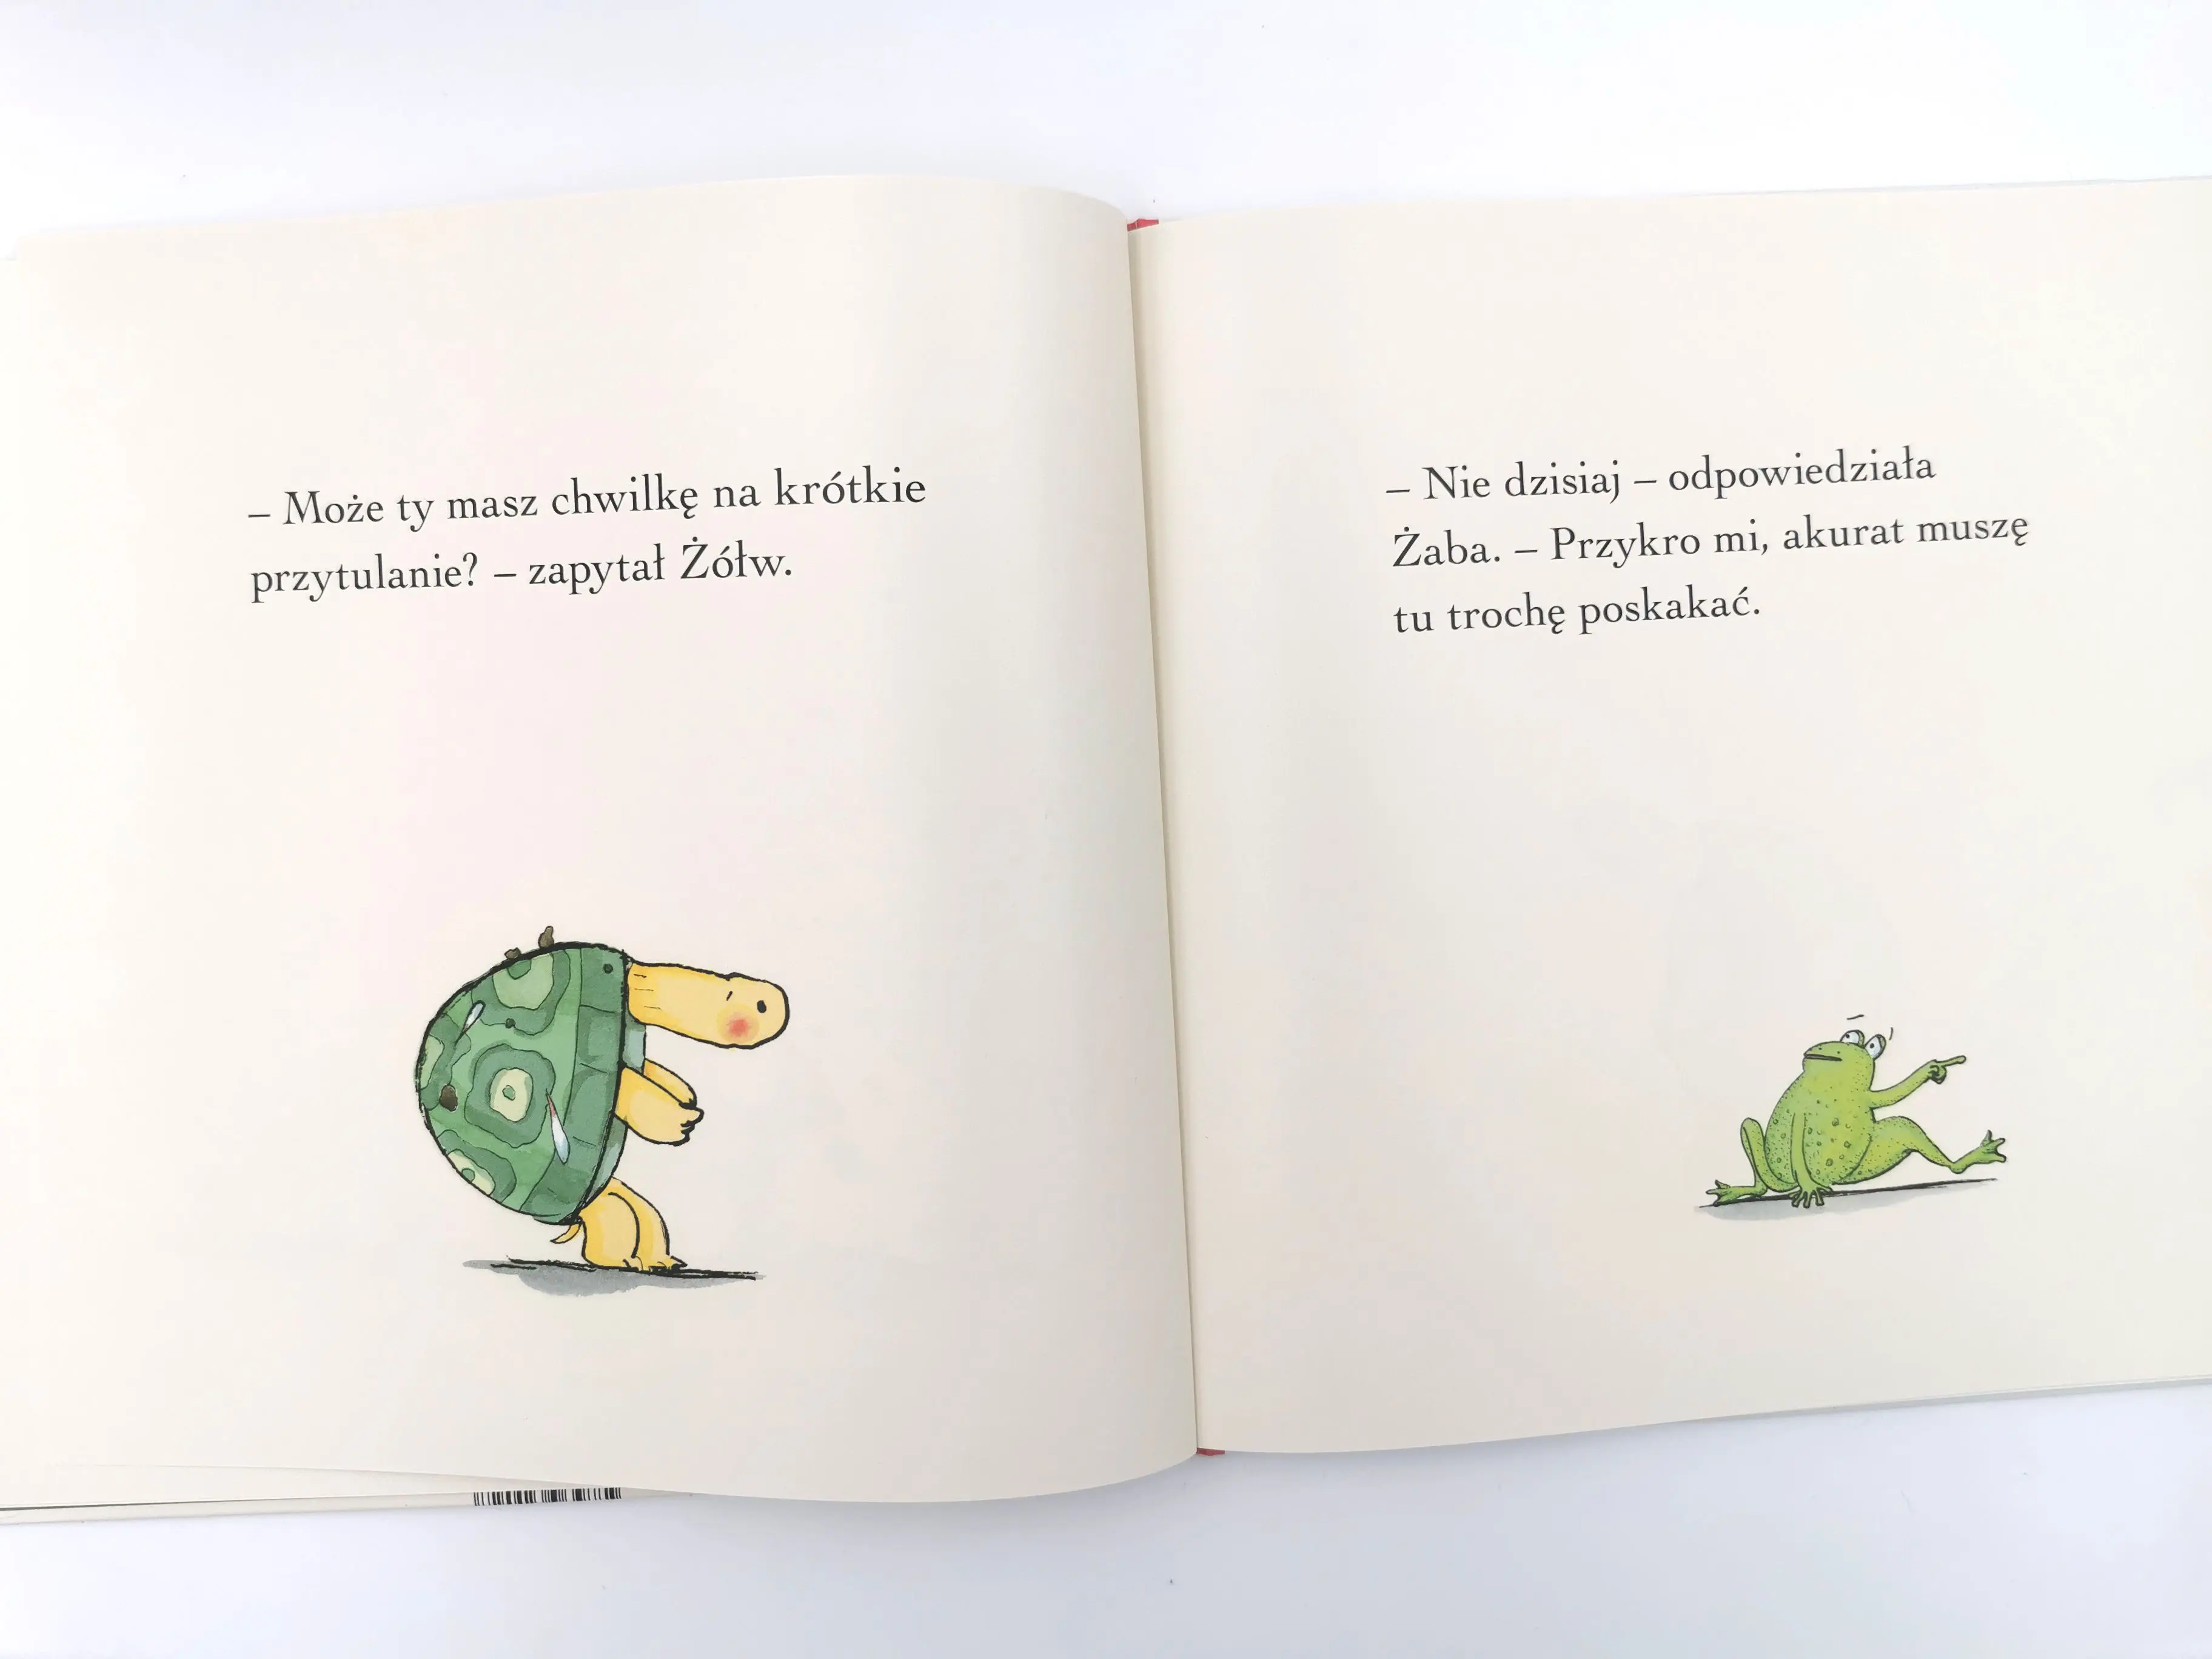 – Może ty masz chwilkę na krótkie
przytulanie? – zapytał Żółw.
– Nie dzisiaj – odpowiedziała
Żaba. – Przykro mi, akurat muszę
tu trochę poskakać.